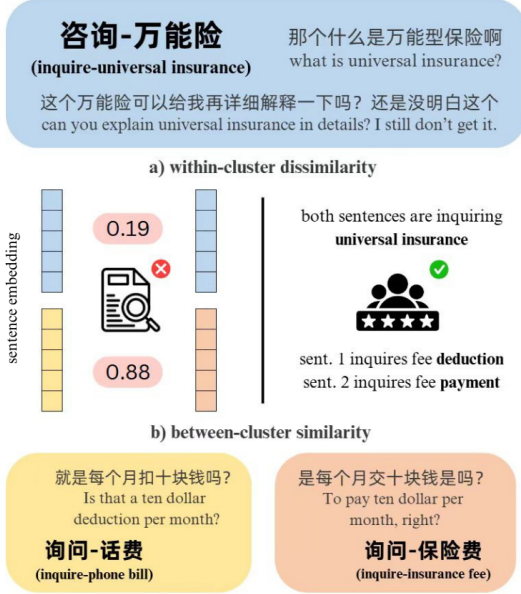 咨询-万能险
(inquire-universal insurance)
那个什么是万能型保险啊
what is universal insurance?
这个万能险可以给我再详细解释一下吗？还是没明白这个
can you explain universal insurance in details? I still don't get it.
a) within-cluster dissimilarity
sentence embedding
0.19
0.88
both sentences are inquiring
universal insurance
sent. 1 inquires fee deduction
sent. 2 inquires fee payment
b) between-cluster similarity
就是每个月扣十块钱吗？
Is that a ten dollar
deduction per month?
询问-话费
(inquire-phone bill)
是每个月交十块钱是吗？
To pay ten dollar per
month, right?
询问-保险费
(inquire-insurance fee)